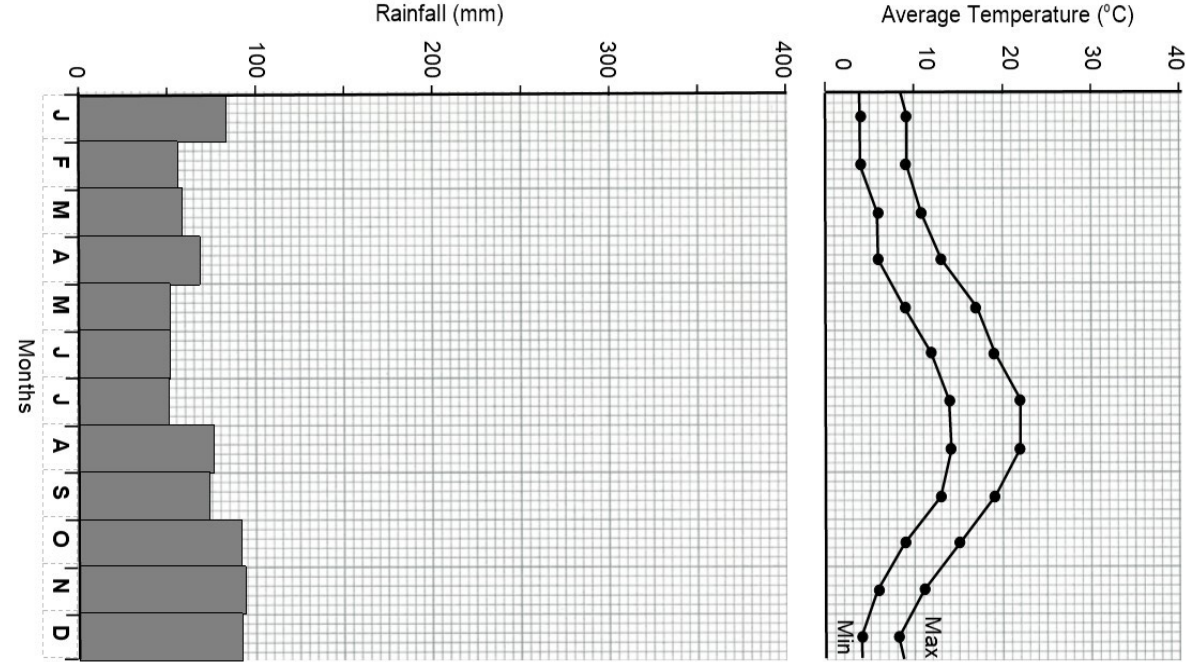 Rainfall (mm)
Average Temperature (°C)
0 100 200 300 400
0 10 20 30 40
J
F
M
A
M
J
J
A
S
O
N
D
Months
Min
Max